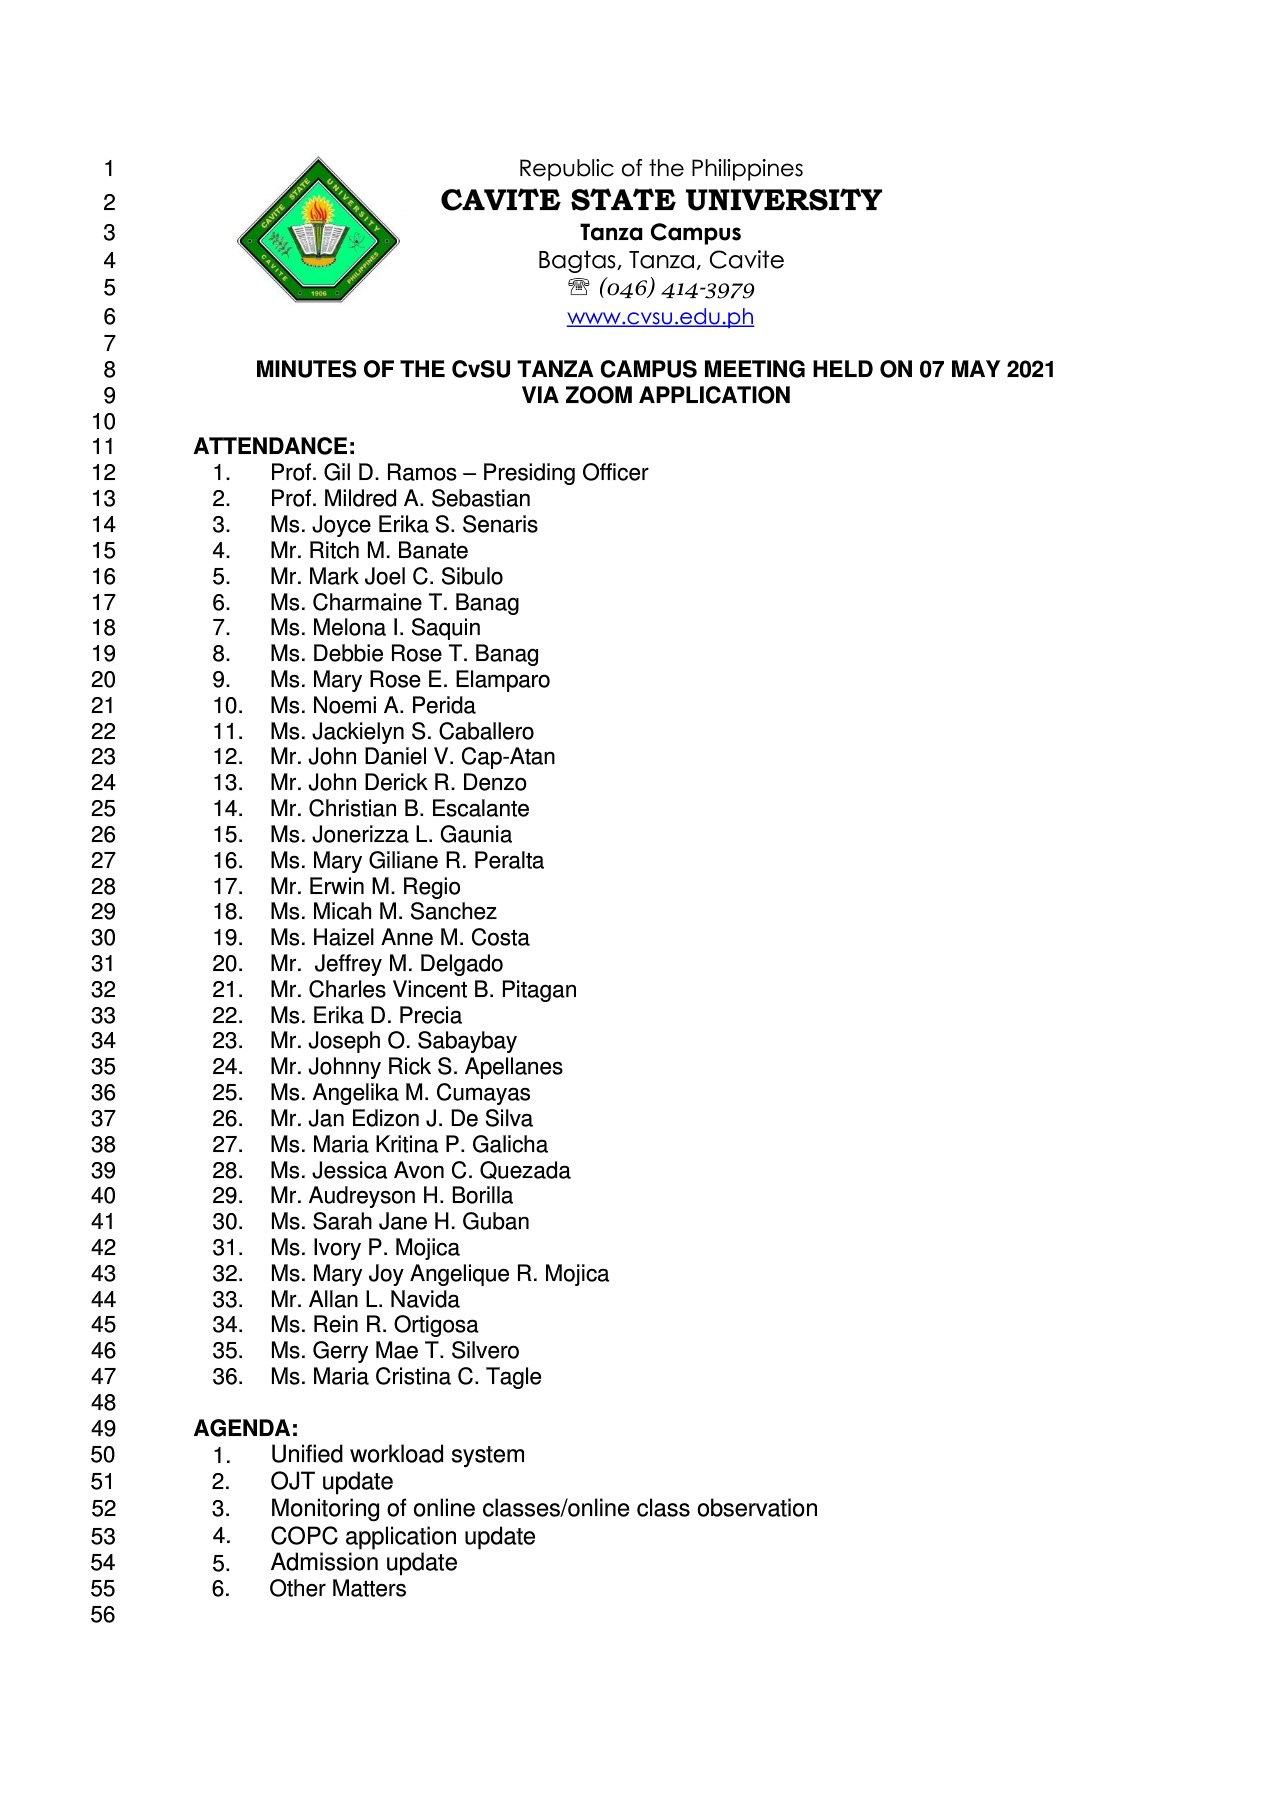 1 Republic of the Philippines
2 CAVITE STATE UNIVERSITY
3 Tanza Campus
4 Bagtas, Tanza, Cavite
5 ☏ (046) 414-3979
6 www.cvsu.edu.ph
CAVITE STATE UNIVERSITY
CAVITE PHILIPPINES
1906
7
8 MINUTES OF THE CvSU TANZA CAMPUS MEETING HELD ON 07 MAY 2021
9 VIA ZOOM APPLICATION
10
11 ATTENDANCE:
12 1. Prof. Gil D. Ramos – Presiding Officer
13 2. Prof. Mildred A. Sebastian
14 3. Ms. Joyce Erika S. Senaris
15 4. Mr. Ritch M. Banate
16 5. Mr. Mark Joel C. Sibulo
17 6. Ms. Charmaine T. Banag
18 7. Ms. Melona I. Saquin
19 8. Ms. Debbie Rose T. Banag
20 9. Ms. Mary Rose E. Elamparo
21 10. Ms. Noemi A. Perida
22 11. Ms. Jackielyn S. Caballero
23 12. Mr. John Daniel V. Cap-Atan
24 13. Mr. John Derick R. Denzo
25 14. Mr. Christian B. Escalante
26 15. Ms. Jonerizza L. Gaunia
27 16. Ms. Mary Giliane R. Peralta
28 17. Mr. Erwin M. Regio
29 18. Ms. Micah M. Sanchez
30 19. Ms. Haizel Anne M. Costa
31 20. Mr. Jeffrey M. Delgado
32 21. Mr. Charles Vincent B. Pitagan
33 22. Ms. Erika D. Precia
34 23. Mr. Joseph O. Sabaybay
35 24. Mr. Johnny Rick S. Apellanes
36 25. Ms. Angelika M. Cumayas
37 26. Mr. Jan Edizon J. De Silva
38 27. Ms. Maria Kritina P. Galicha
39 28. Ms. Jessica Avon C. Quezada
40 29. Mr. Audreyson H. Borilla
41 30. Ms. Sarah Jane H. Guban
42 31. Ms. Ivory P. Mojica
43 32. Ms. Mary Joy Angelique R. Mojica
44 33. Mr. Allan L. Navida
45 34. Ms. Rein R. Ortigosa
46 35. Ms. Gerry Mae T. Silvero
47 36. Ms. Maria Cristina C. Tagle
48
49 AGENDA:
50 1. Unified workload system
51 2. OJT update
52 3. Monitoring of online classes/online class observation
53 4. COPC application update
54 5. Admission update
55 6. Other Matters
56